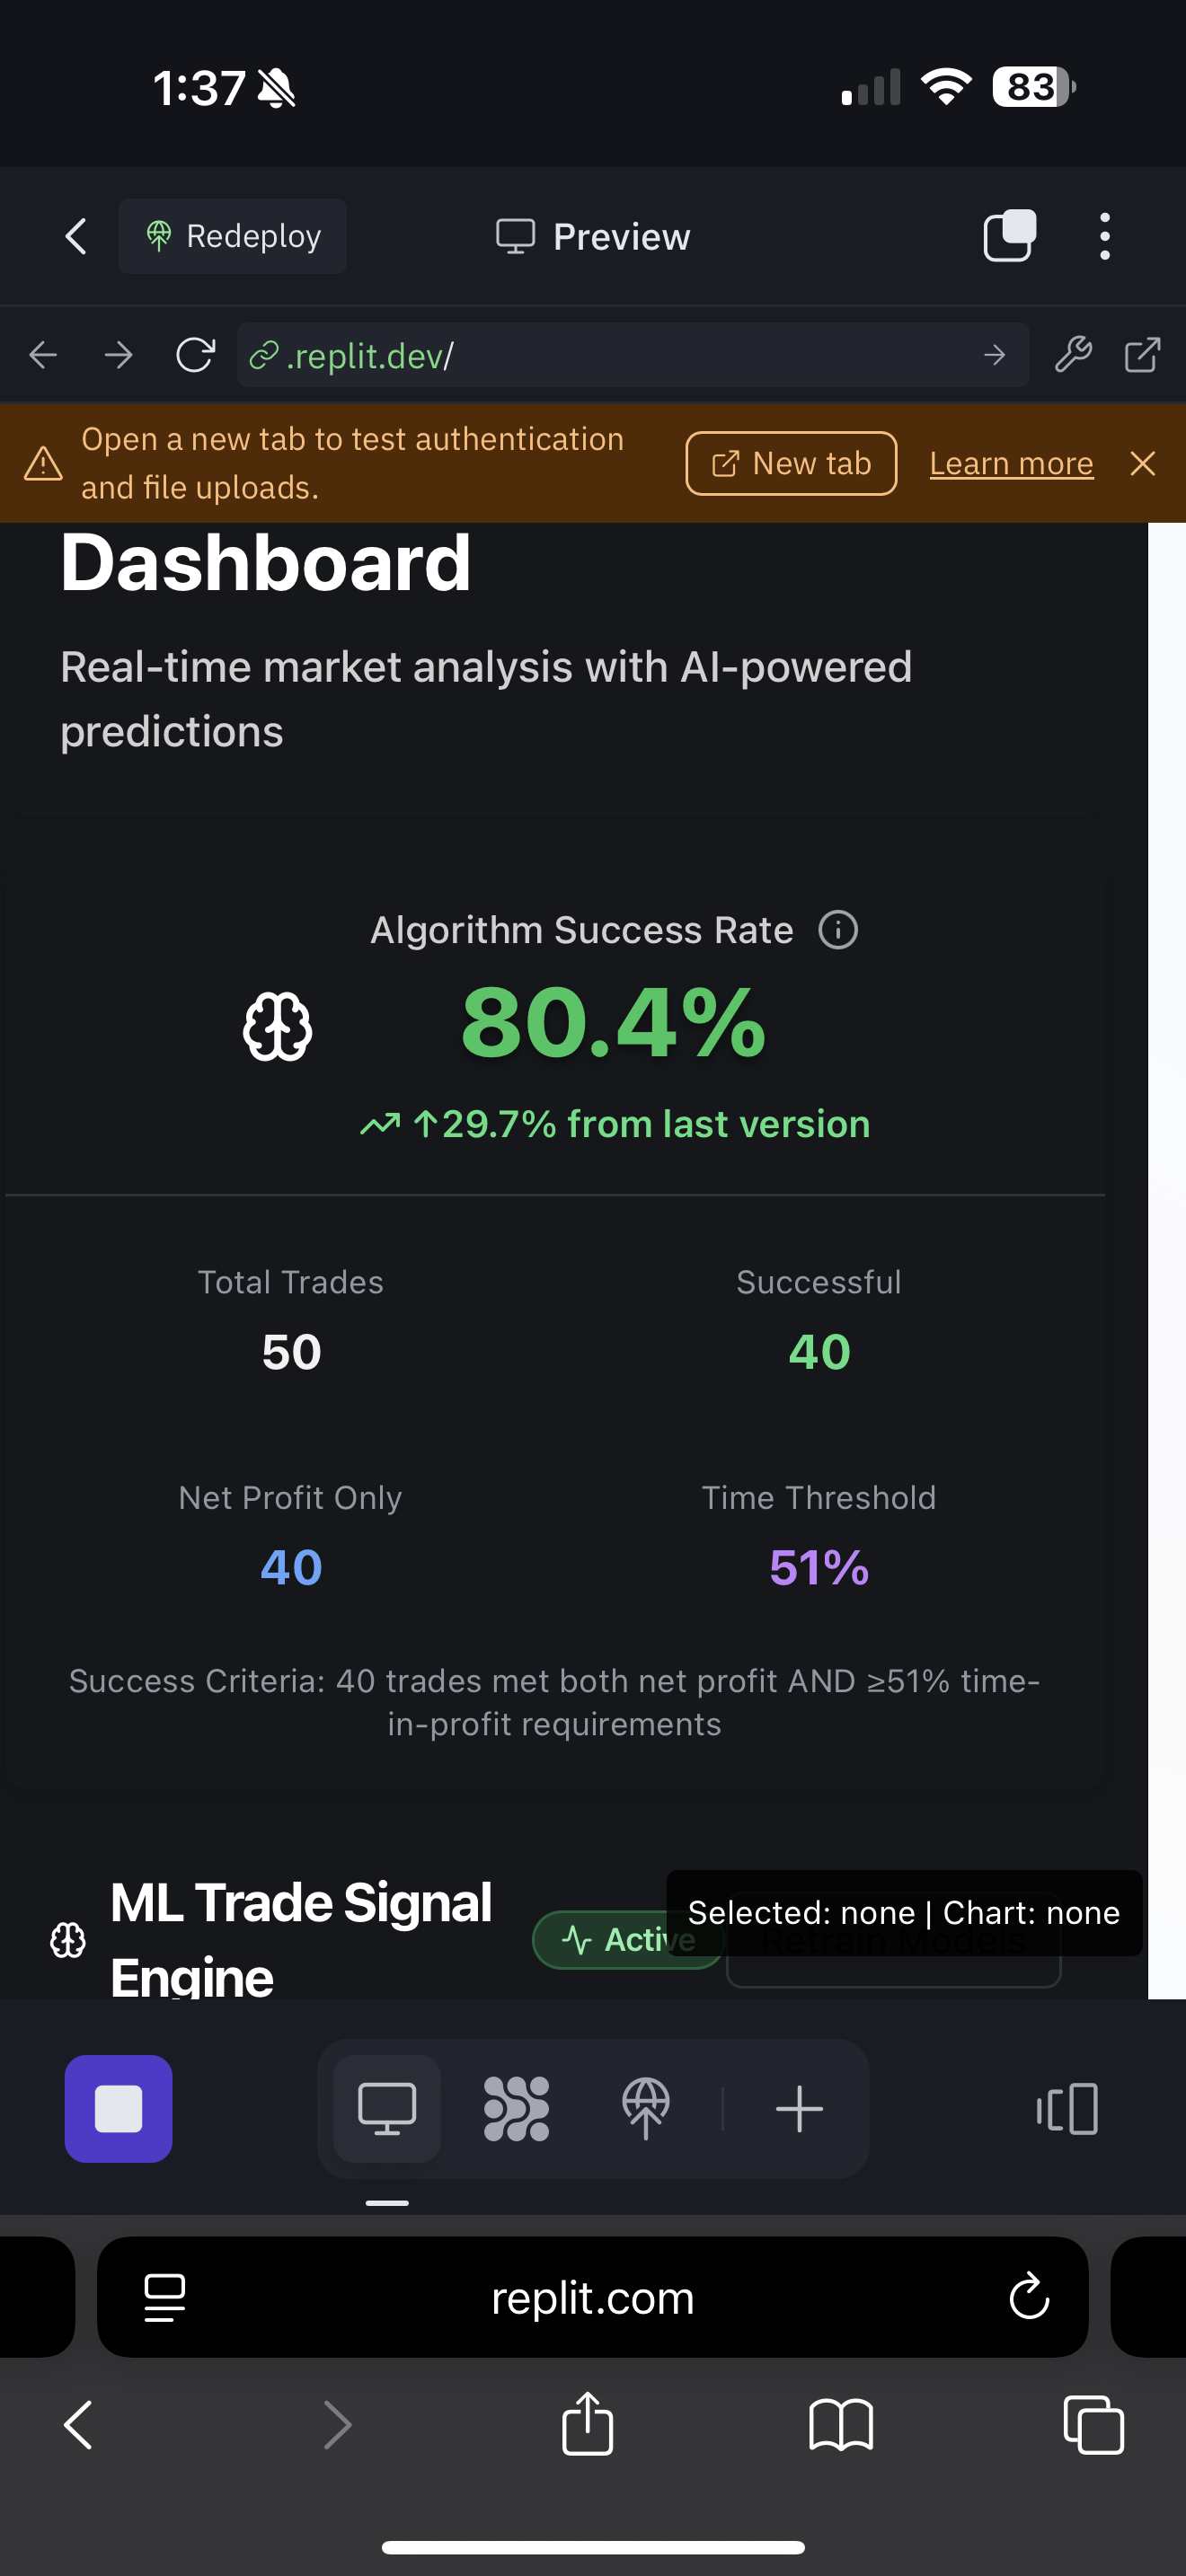 1:37
83
Redeploy
Preview
.replit.dev/
Open a new tab to test authentication
and file uploads.
New tab
Learn more
Dashboard
Real-time market analysis with AI-powered
predictions
Algorithm Success Rate
80.4%
↑29.7% from last version
Total Trades
Successful
50
40
Net Profit Only
Time Threshold
40
51%
Success Criteria: 40 trades met both net profit AND ≥51% time-
in-profit requirements
ML Trade Signal
Engine
Active
Selected: none | Chart: none
Retrain Models
replit.com